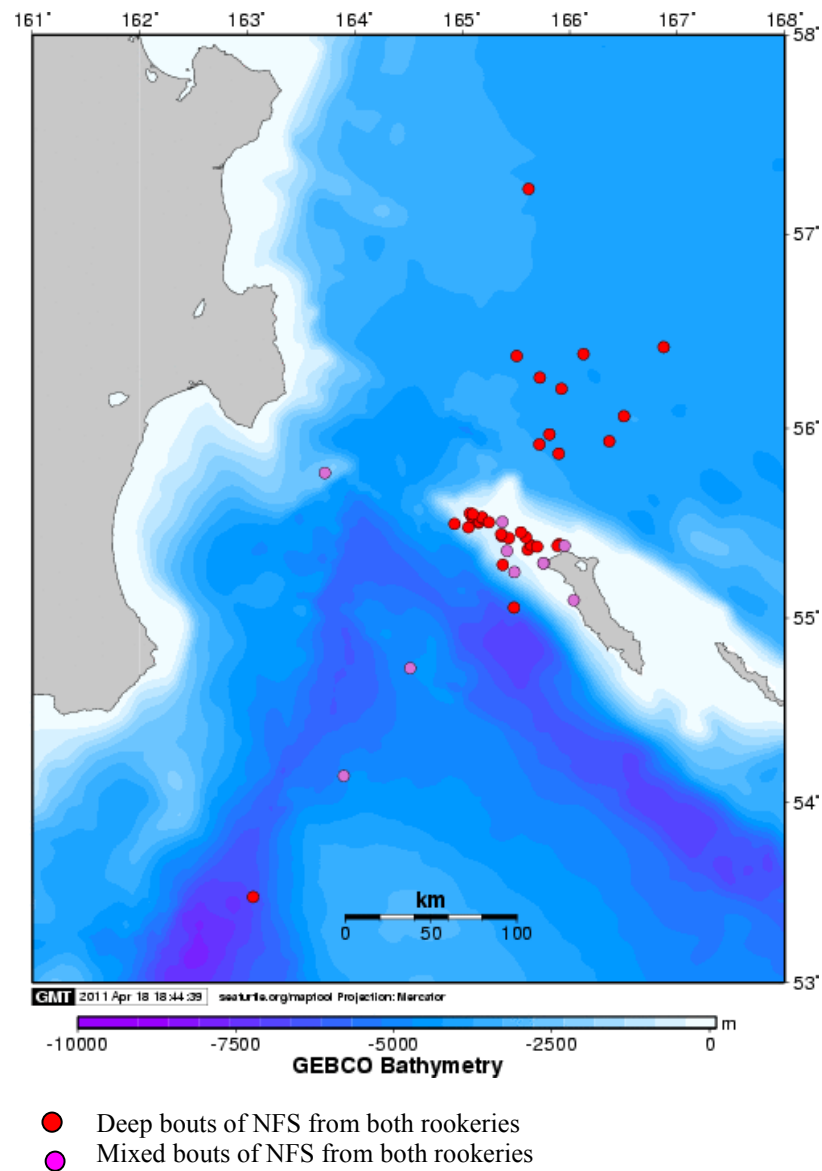 161° 162° 163° 164° 165° 166° 167° 168°
58°
57°
56°
55°
54°
53°
km
0 50 100
GMT 2011 Apr 18 18:44:39 seaturtle.org/maptool Projection: Mercator
-10000 -7500 -5000 -2500 0 m
GEBCO Bathymetry
Deep bouts of NFS from both rookeries
Mixed bouts of NFS from both rookeries